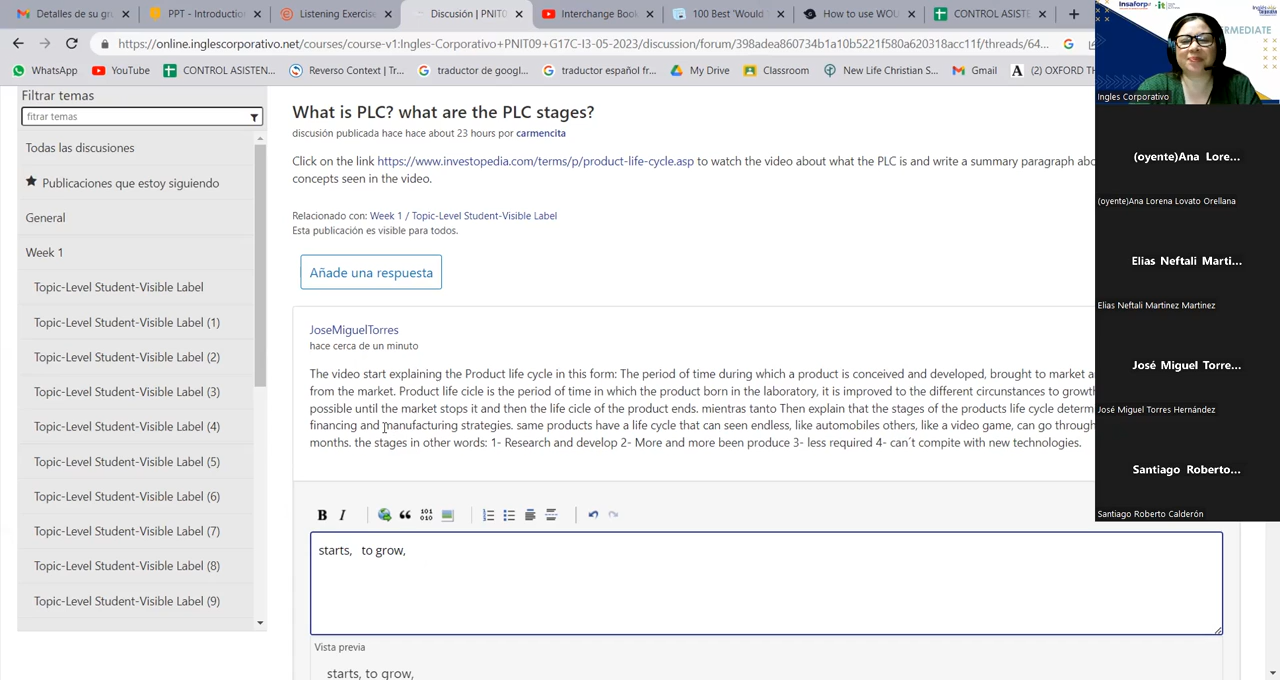 Detalles de su gra
PPT - Introduction
Listening Exercise
Discusión | PNIT0
Interchange Book
100 Best 'Would
How to use WOU
CONTROL ASISTE
https://online.inglescorporativo.net/courses/
/discussion/forum/398adea860734b1a10b5221f580a620318acc11f/threads/64...
WhatsApp
YouTube
CONTROL ASISTEN...
Reverso Context | Tr...
traductor de googl...
traductor español fr...
My Drive
Classroom
New Life Christian S...
Gmail
(2) OXFORD TH
Filtrar temas
filtrar temas
Todas las discusiones
Publicaciones que estoy siguiendo
General
Week 1
Topic-Level Student-Visible Label
Topic-Level Student-Visible Label (1)
Topic-Level Student-Visible Label (2)
Topic-Level Student-Visible Label (3)
Topic-Level Student-Visible Label (4)
Topic-Level Student-Visible Label (5)
Topic-Level Student-Visible Label (6)
Topic-Level Student-Visible Label (7)
Topic-Level Student-Visible Label (8)
Topic-Level Student-Visible Label (9)
What is PLC? what are the PLC stages?
discusión publicada hace hace about 23 hours por carmencita
Click on the link https://www.investopedia.com/terms/p/product-life-cycle.asp to watch the video about what the PLC is and write a summary paragraph abo
concepts seen in the video.
Relacionado con: Week 1 / Topic-Level Student-Visible Label
Esta publicación es visible para todos.
Añade una respuesta
JoseMiguelTorres
hace cerca de un minuto
The video start explaining the Product life cycle in this form: The period of time during which a product is conceived and developed, brought to market a
from the market. Product life cicle is the period of time in which the product born in the laboratory, it is improved to the different circunstances to growth
possible until the market stops it and then the life cicle of the product ends. mientras tanto Then explain that the stages of the products life cycle determ
financing and manufacturing strategies. same products have a life cycle that can seen endless, like automobiles other, like a video game, can go through
months. the stages in other words: 1- Research and develop 2- More and more been produce 3- less required 4- can´t compite with new technologies.
B I
starts, to grow,
Vista previa
starts, to grow,
Insaforp
it
MEDIATE
Ingles Corporativo
(oyente)Ana Lore...
(oyente)Ana Lorena Lovato Orellana
Elias Neftali Marti...
Elias Neftali Martinez Martinez
José Miguel Torre...
José Miguel Torres Hernández
Santiago Roberto...
Santiago Roberto Calderón